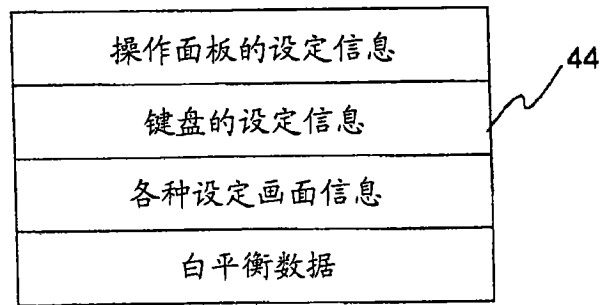 操作面板的设定信息
44
键盘的设定信息
各种设定画面信息
白平衡数据